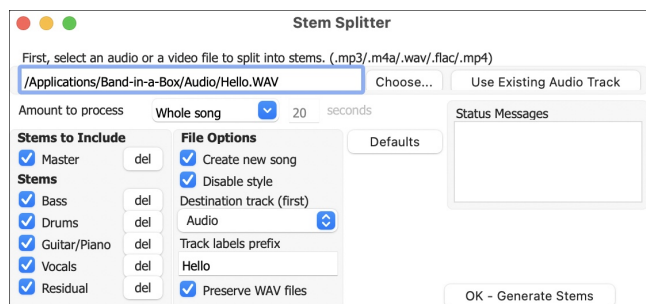 Stem Splitter
First, select an audio or a video file to split into stems. (.mp3/.m4a/.wav/.flac/.mp4)
/Applications/Band-in-a-Box/Audio/Hello.WAV
Choose...
Use Existing Audio Track
Amount to process
Whole song
20
seconds
Status Messages
Stems to Include
Master
del
Stems
Bass
del
Drums
del
Guitar/Piano
del
Vocals
del
Residual
del
File Options
Create new song
Disable style
Destination track (first)
Audio
Track labels prefix
Hello
Preserve WAV files
Defaults
OK - Generate Stems